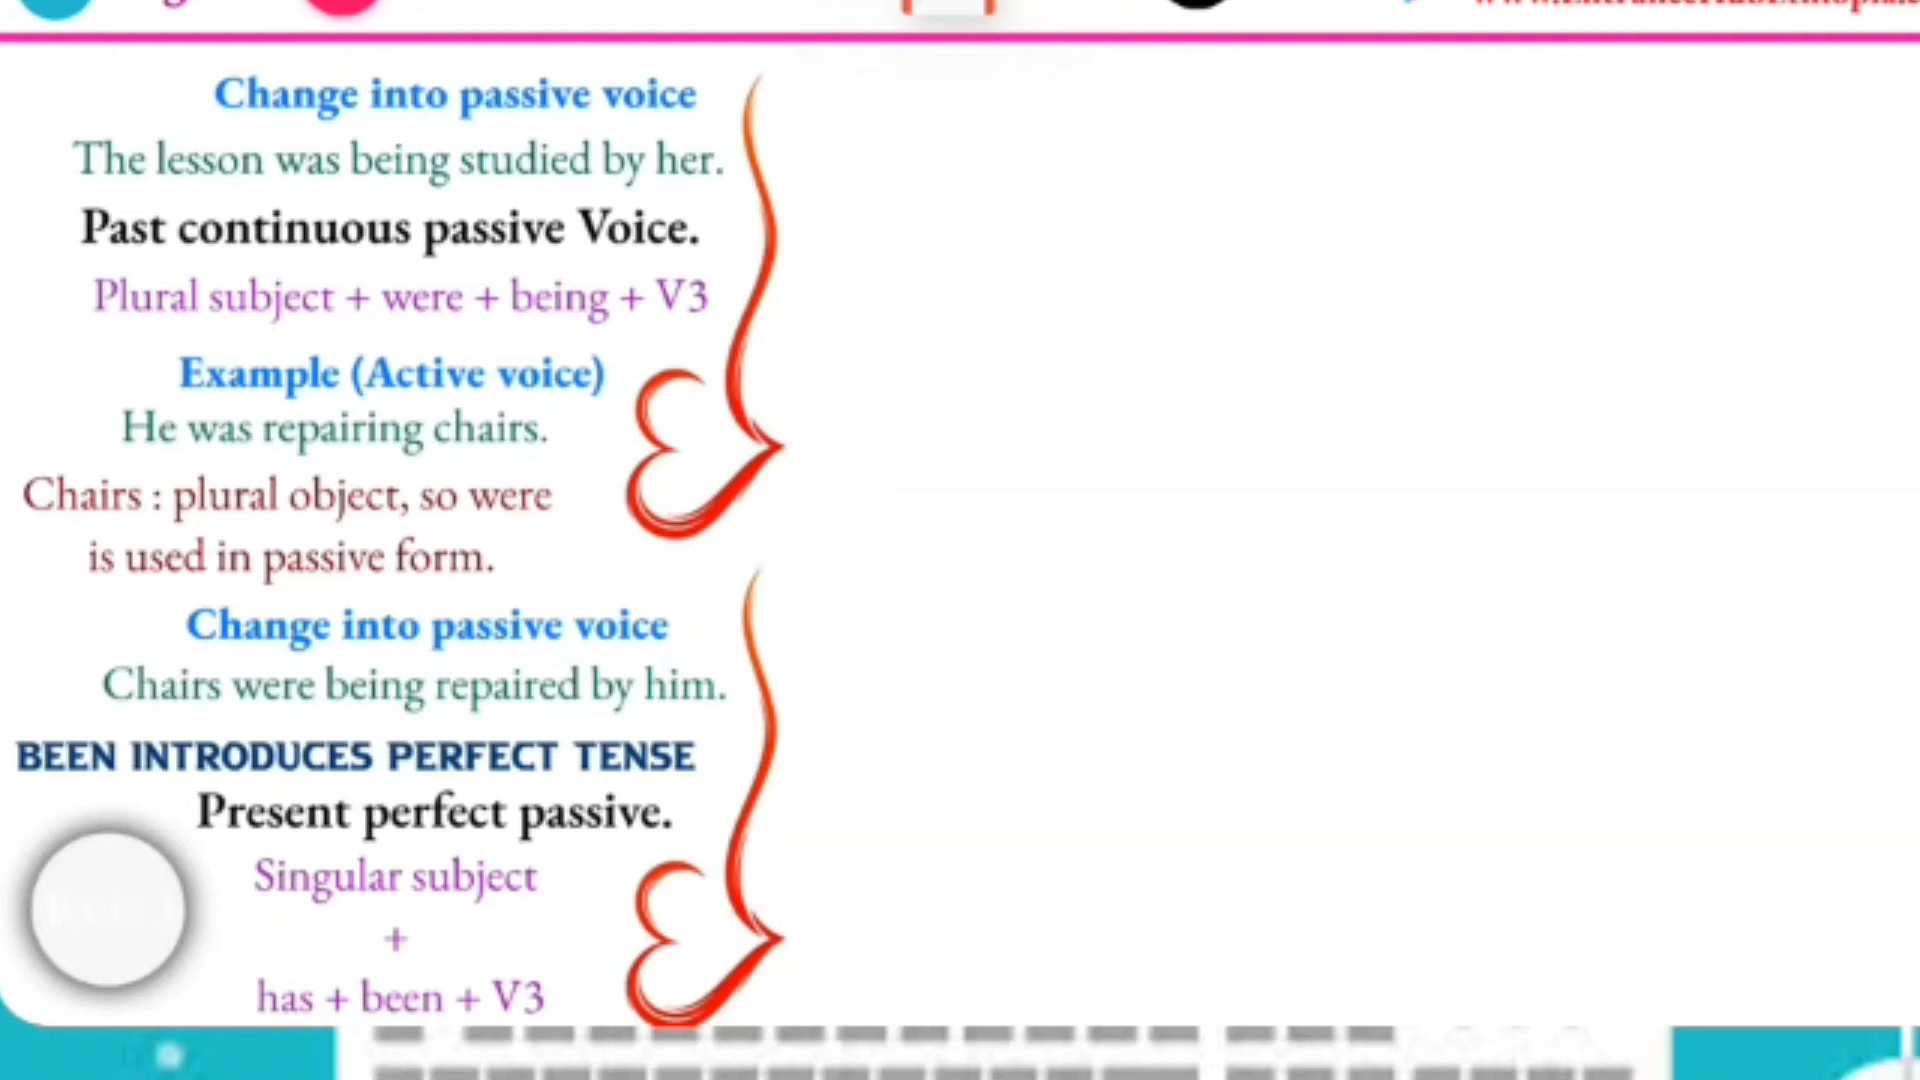 Change into passive voice
The lesson was being studied by her.
Past continuous passive Voice.
Plural subject + were + being + V3
Example (Active voice)
He was repairing chairs.
Chairs : plural object, so were
is used in passive form.
Change into passive voice
Chairs were being repaired by him.
BEEN INTRODUCES PERFECT TENSE
Present perfect passive.
Singular subject
+
has + been + V3